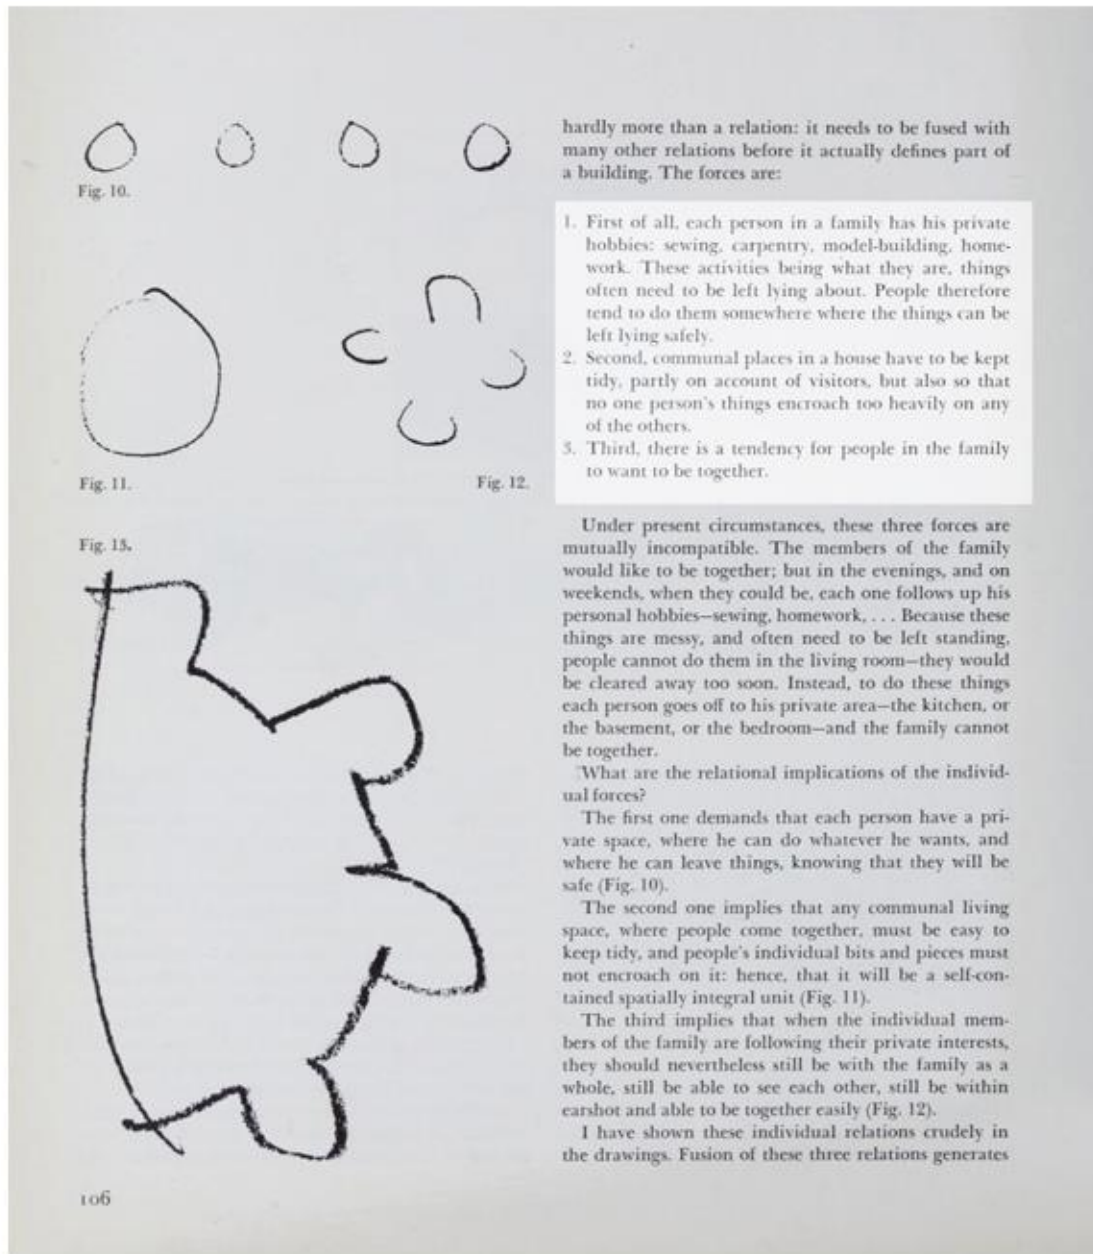 Fig. 10.
Fig. 11.
Fig. 12.
Fig. 13.
hardly more than a relation: it needs to be fused with
many other relations before it actually defines part of
a building. The forces are:
1. First of all, each person in a family has his private
hobbies: sewing, carpentry, model-building, home-
work. These activities being what they are, things
often need to be left lying about. People therefore
tend to do them somewhere where the things can be
left lying safely.
2. Second, communal places in a house have to be kept
tidy, partly on account of visitors, but also so that
no one person's things encroach too heavily on any
of the others.
3. Third, there is a tendency for people in the family
to want to be together.
Under present circumstances, these three forces are
mutually incompatible. The members of the family
would like to be together; but in the evenings, and on
weekends, when they could be, each one follows up his
personal hobbies—sewing, homework, . . . Because these
things are messy, and often need to be left standing,
people cannot do them in the living room—they would
be cleared away too soon. Instead, to do these things
each person goes off to his private area—the kitchen, or
the basement, or the bedroom—and the family cannot
be together.
What are the relational implications of the individ-
ual forces?
The first one demands that each person have a pri-
vate space, where he can do whatever he wants, and
where he can leave things, knowing that they will be
safe (Fig. 10).
The second one implies that any communal living
space, where people come together, must be easy to
keep tidy, and people's individual bits and pieces must
not encroach on it: hence, that it will be a self-con-
tained spatially integral unit (Fig. 11).
The third implies that when the individual mem-
bers of the family are following their private interests,
they should nevertheless still be with the family as a
whole, still be able to see each other, still be within
earshot and able to be together easily (Fig. 12).
I have shown these individual relations crudely in
the drawings. Fusion of these three relations generates
106